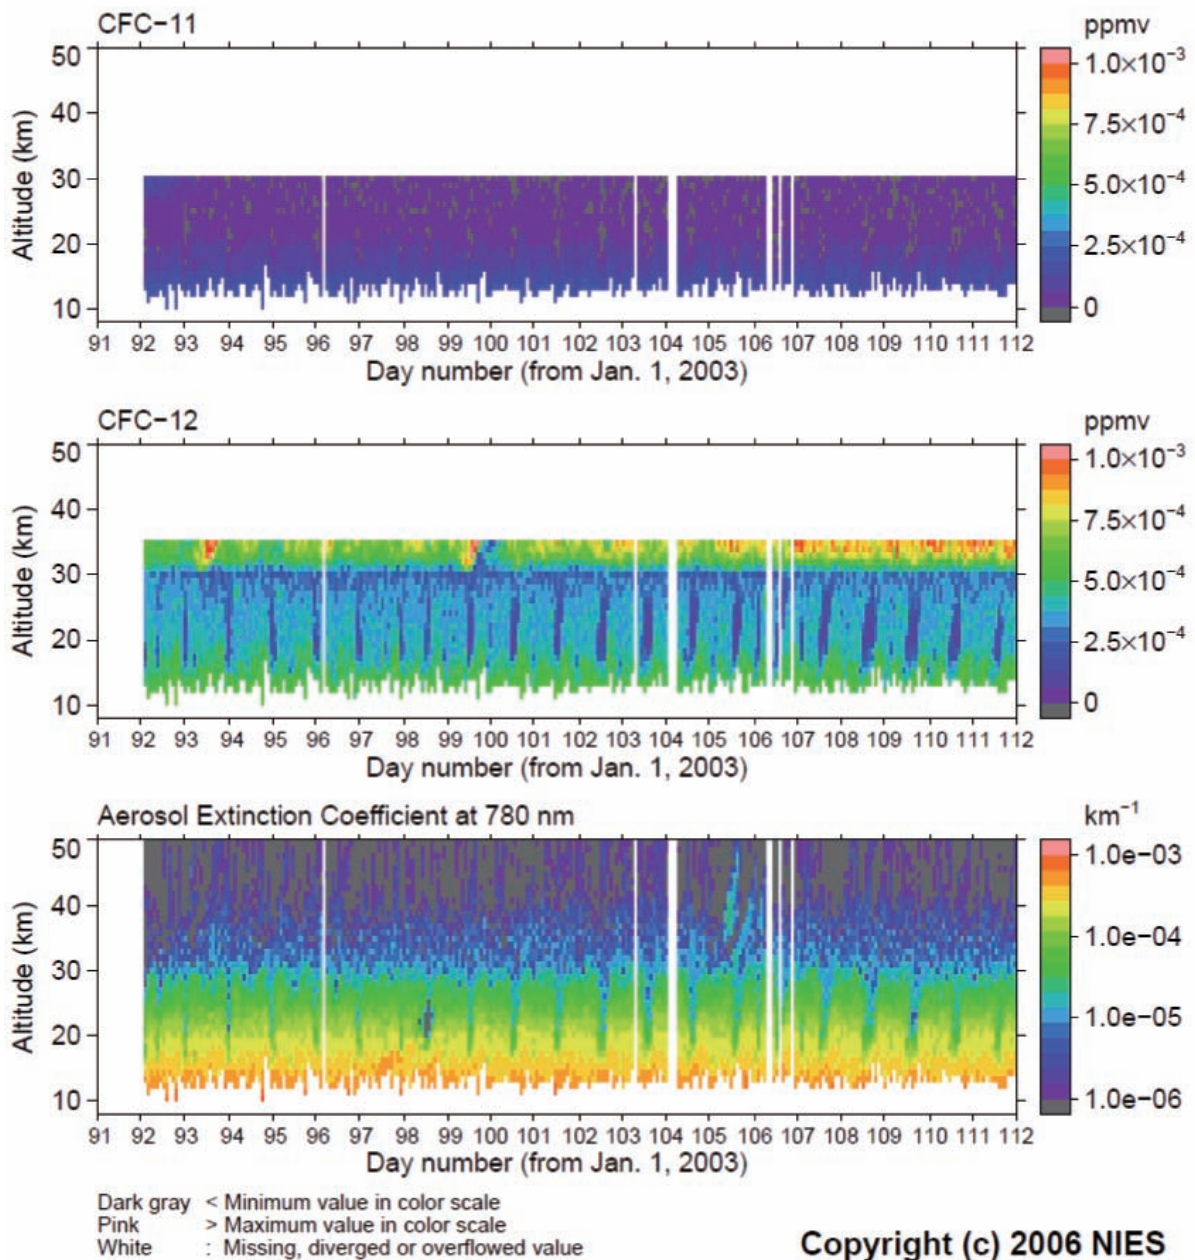 CFC−11
ppmv
50
40
30
20
10
Altitude (km)
1.0×10⁻³
7.5×10⁻⁴
5.0×10⁻⁴
2.5×10⁻⁴
0
91 92 93 94 95 96 97 98 99 100 101 102 103 104 105 106 107 108 109 110 111 112
Day number (from Jan. 1, 2003)
CFC−12
ppmv
50
40
30
20
10
Altitude (km)
1.0×10⁻³
7.5×10⁻⁴
5.0×10⁻⁴
2.5×10⁻⁴
0
91 92 93 94 95 96 97 98 99 100 101 102 103 104 105 106 107 108 109 110 111 112
Day number (from Jan. 1, 2003)
Aerosol Extinction Coefficient at 780 nm
km⁻¹
50
40
30
20
10
Altitude (km)
1.0e−03
1.0e−04
1.0e−05
1.0e−06
91 92 93 94 95 96 97 98 99 100 101 102 103 104 105 106 107 108 109 110 111 112
Day number (from Jan. 1, 2003)
Dark gray < Minimum value in color scale
Pink > Maximum value in color scale
White : Missing, diverged or overflowed value
Copyright (c) 2006 NIES